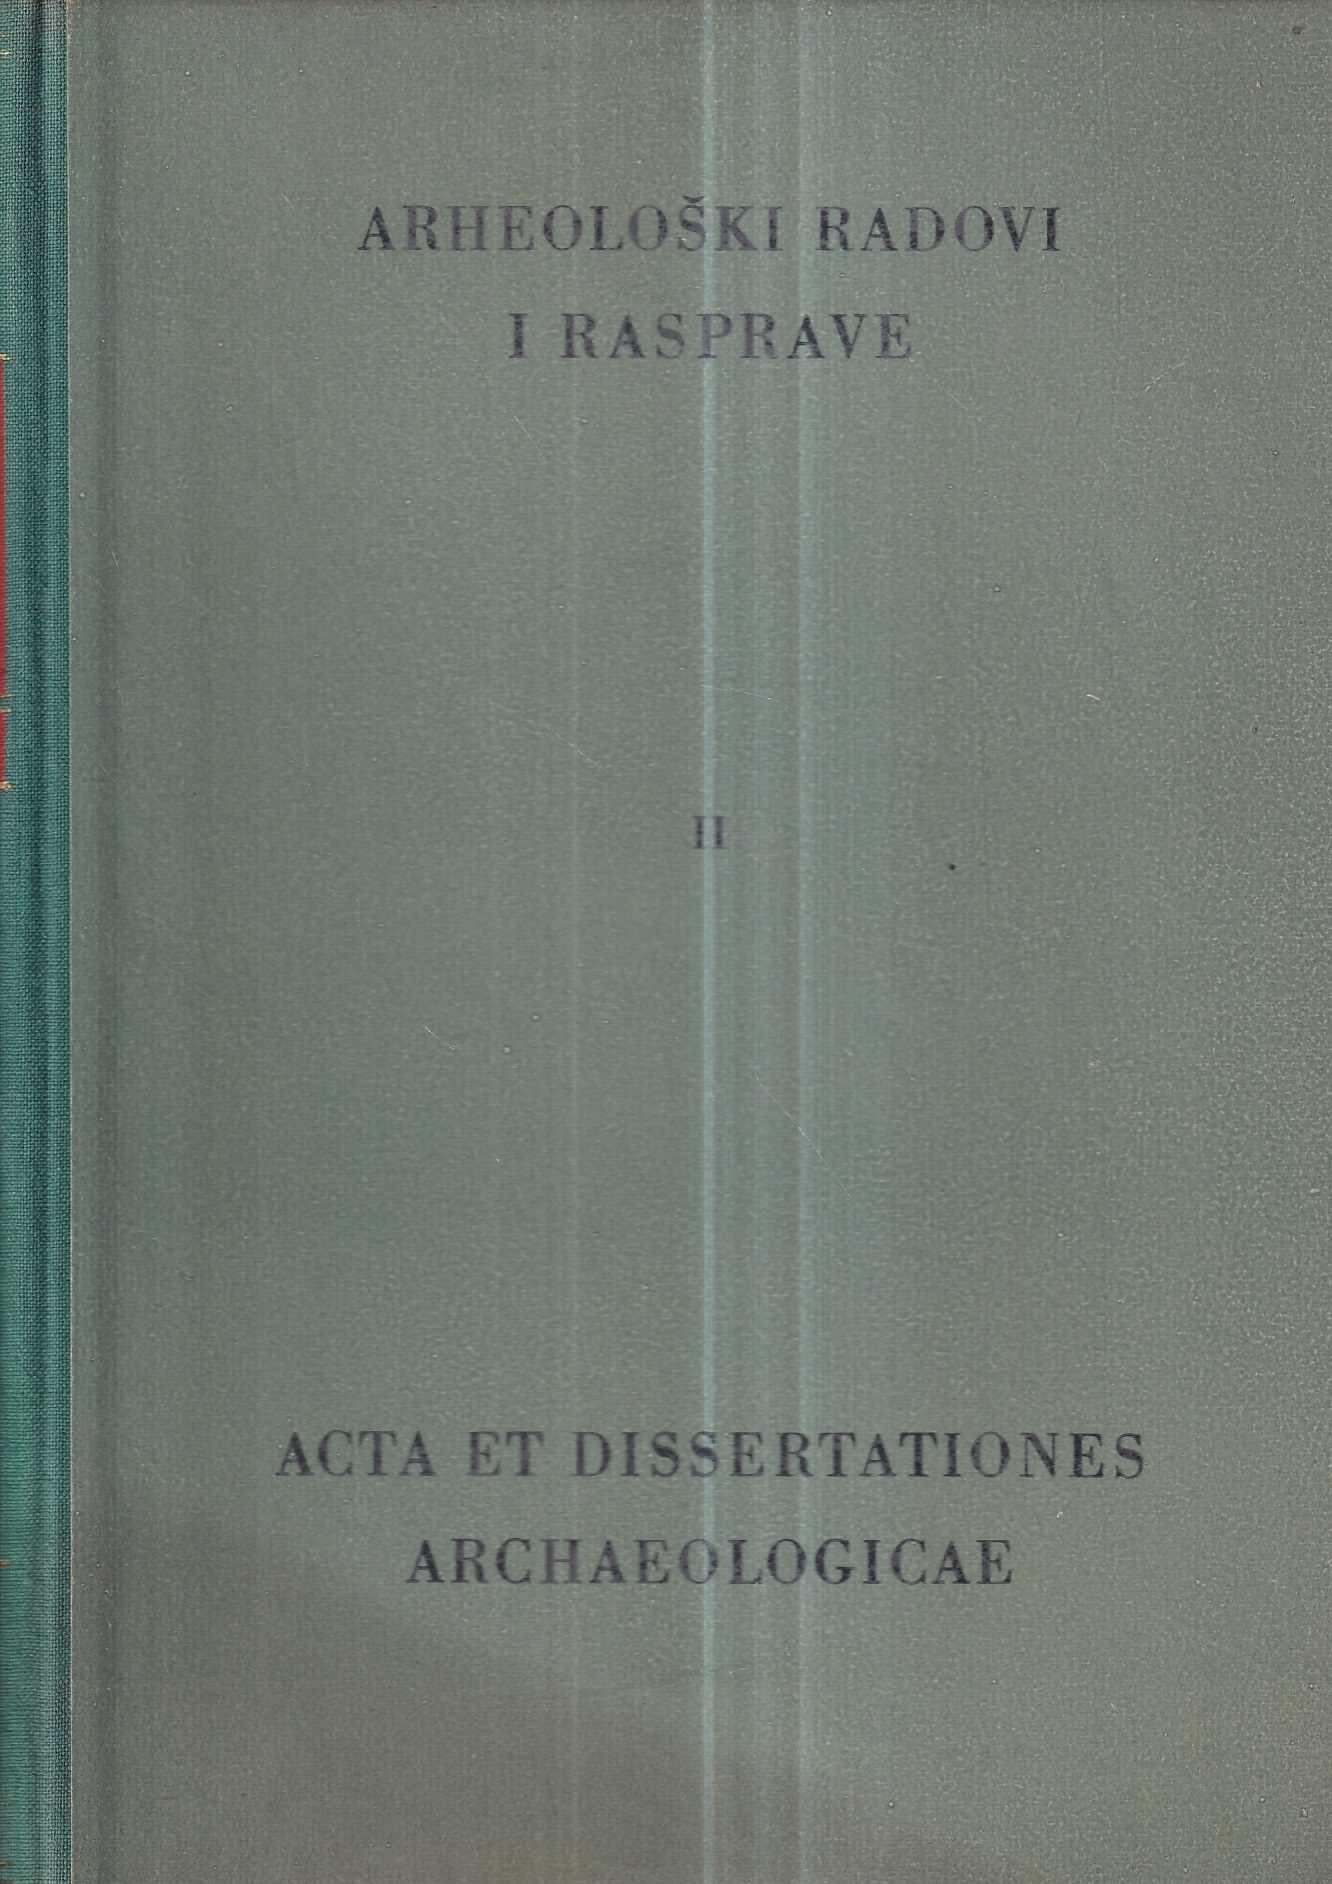 ARHEOLOŠKI RADOVI
I RASPRAVE
II
ACTA ET DISSERTATIONES
ARCHAEOLOGICAE